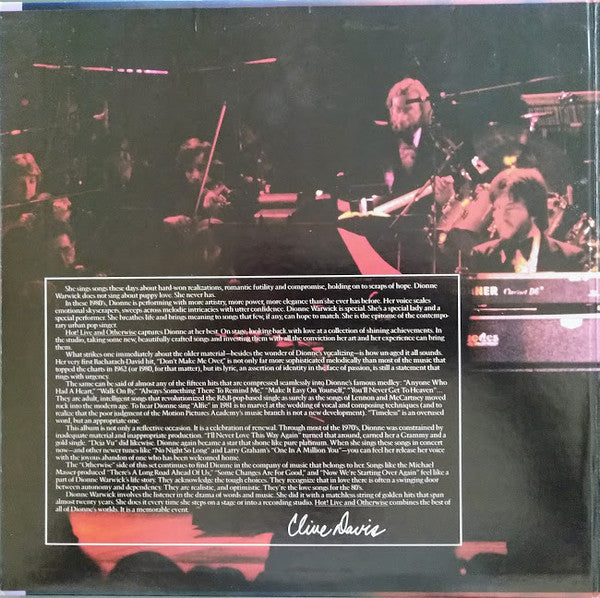 She sings songs these days about hard-won realizations, romantic futility and compromise, holding on to scraps of hope. Dionne
Warwick does not sing about puppy love. She never has.
In these 1980's, Dionne is performing with more artistry, more power, more elegance than she ever has before. Her voice scales
emotional skyscrapers, sweeps across melodic intricacies with utter confidence. Dionne Warwick is special. She's a special lady and a
special performer. She breathes life and brings meaning to songs that few, if any, can hope to match. She is the epitome of the contempo-
rary urban pop singer.
Hot! Live and Otherwise captures Dionne at her best. On stage, looking back with love at a collection of shining achievements. In
the studio, taking some new, beautifully crafted songs and investing them with all the conviction her art and her experience can bring
them.
What strikes one immediately about the older material—besides the wonder of Dionne's vocalizing—is how un-aged it all sounds.
Her very first Bacharach-David hit, "Don't Make Me Over," is not only far more sophisticated melodically than most of the music that
topped the charts in 1962 (or 1980, for that matter), but its lyric, an assertion of identity in the face of passion, is still a statement that
rings with urgency.
The same can be said of almost any of the fifteen hits that are compressed seamlessly into Dionne's famous medley: "Anyone Who
Had A Heart," "Walk On By," "Always Something There To Remind Me," "Make It Easy On Yourself," "You'll Never Get To Heaven"...
They are adult, intelligent songs that revolutionized the R&B-pop-based single as surely as the songs of Lennon and McCartney moved
rock into the modern age. To hear Dionne sing "Alfie" in 1981 is to marvel at the wedding of vocal and composing techniques (and to
realize that the poor judgment of the Motion Pictures Academy's music branch is not a new development). "Timeless" is an overused
word, but an appropriate one.
This album is not only a reflective occasion. It is a celebration of renewal. Through most of the 1970's, Dionne was constrained by
inadequate material and inappropriate production. "I'll Never Love This Way Again" turned that around, earned her a Grammy and a
gold single. "Deja Vu" did likewise. Dionne again became a star that shone like pure platinum. When she sings these songs in concert
now—and other newer tunes like "No Night So Long" and Larry Graham's "One In A Million You"—you can feel her release her voice
with the joyous abandon of one who has been welcomed home.
The "Otherwise" side of this set continues to find Dionne in the company of music that belongs to her. Songs like the Michael
Masser-produced "There's A Long Road Ahead Of Us," "Some Changes Are For Good," and "Now We're Starting Over Again" feel like a
part of Dionne Warwick's life story. They acknowledge the tough choices. They recognize that in love there is often a swinging door
between autonomy and dependency. They are realistic, and optimistic. They're the love songs for the 80's.
Dionne Warwick involves the listener in the drama of words and music. She did it with a matchless string of golden hits that span
almost twenty years. She does it every time she steps on a stage or into a recording studio. Hot! Live and Otherwise combines the best of
all of Dionne's worlds. It is a memorable event.
Clive Davis